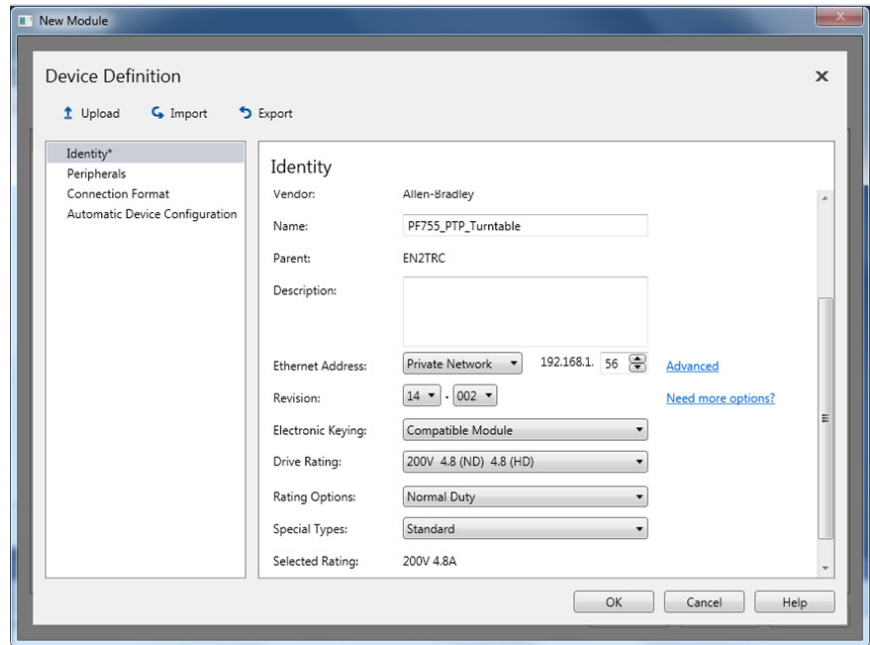 New Module
Device Definition
Upload Import Export
Identity*
Peripherals
Connection Format
Automatic Device Configuration
Identity
Vendor: Allen-Bradley
Name: PF755_PTP_Turntable
Parent: EN2TRC
Description:
Ethernet Address: Private Network 192.168.1. 56 Advanced
Revision: 14 . 002 Need more options?
Electronic Keying: Compatible Module
Drive Rating: 200V 4.8 (ND) 4.8 (HD)
Rating Options: Normal Duty
Special Types: Standard
Selected Rating: 200V 4.8A
OK Cancel Help